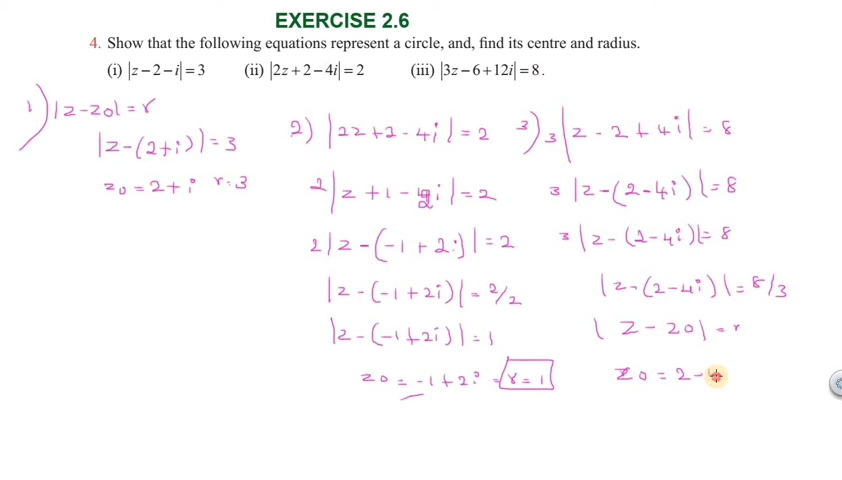 EXERCISE 2.6
4. Show that the following equations represent a circle, and, find its centre and radius.
(i) |z − 2 − i| = 3 (ii) |2z + 2 − 4i| = 2 (iii) |3z − 6 + 12i| = 8.
1) |z - z0| = r
|z - (2+i)| = 3
z0 = 2 + i r = 3
2) |2z + 2 - 4i| = 2
2|z + 1 - 2i| = 2
2|z - (-1 + 2i)| = 2
|z - (-1 + 2i)| = 2/2
|z - (-1 + 2i)| = 1
z0 = -1 + 2i = r = 1
3) 3|z - 2 + 4i| = 8
3 |z - (2 - 4i)| = 8
3 |z - (2 - 4i)| = 8
|z - (2 - 4i)| = 8/3
|z - z0| = r
z0 = 2 -